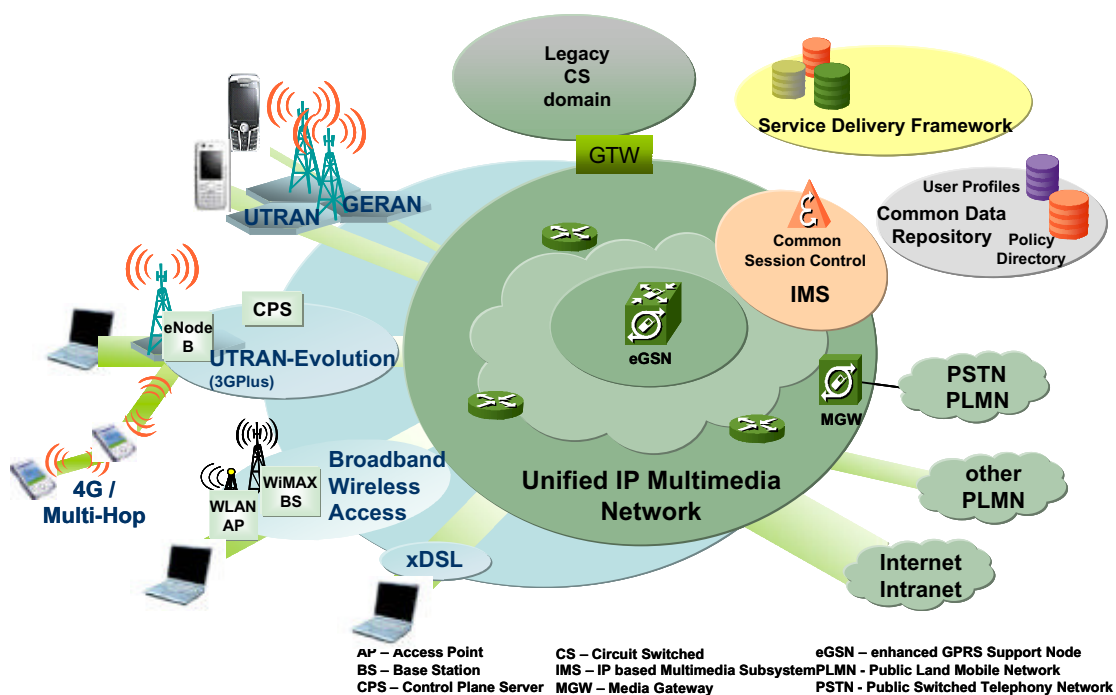 Legacy
CS
domain
GTW
Service Delivery Framework
User Profiles
Common Data
Repository
Policy
Directory
Common
Session Control
IMS
UTRAN
GERAN
CPS
eNode
B
UTRAN-Evolution
(3GPlus)
eGSN
MGW
PSTN
PLMN
4G /
Multi-Hop
WLAN
AP
WiMAX
BS
Broadband
Wireless
Access
Unified IP Multimedia
Network
other
PLMN
xDSL
Internet
Intranet
AP – Access Point
BS – Base Station
CPS – Control Plane Server
CS – Circuit Switched
IMS – IP based Multimedia Subsystem
MGW – Media Gateway
eGSN – enhanced GPRS Support Node
PLMN - Public Land Mobile Network
PSTN - Public Switched Telephony Network